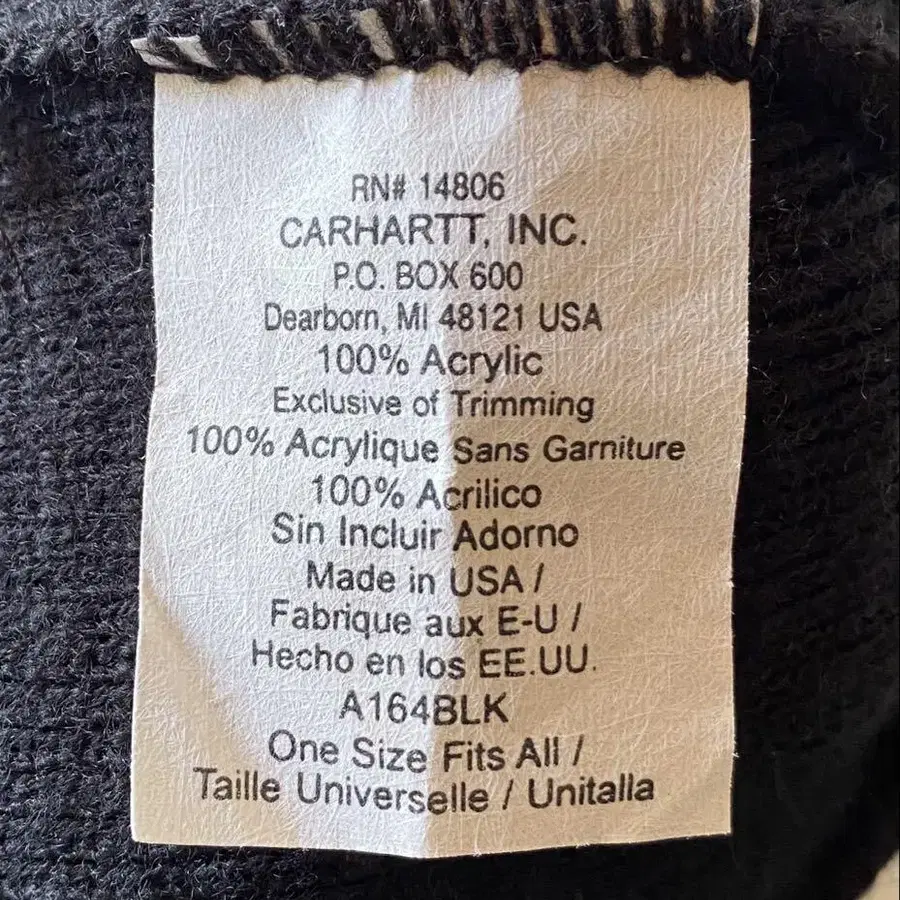 RN# 14806
CARHARTT, INC.
P.O. BOX 600
Dearborn, MI 48121 USA
100% Acrylic
Exclusive of Trimming
100% Acrylique Sans Garniture
100% Acrilico
Sin Incluir Adorno
Made in USA /
Fabrique aux E-U /
Hecho en los EE.UU.
A164BLK
One Size Fits All /
Taille Universelle / Unitalla